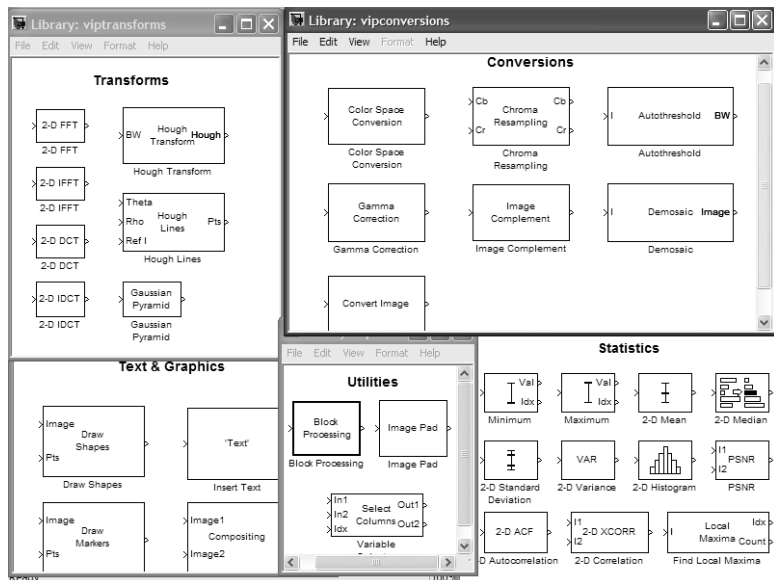 Library: viptransforms
File Edit View Format Help
Transforms
2-D FFT
2-D FFT
BW Hough Transform Hough
Hough Transform
2-D IFFT
2-D IFFT
Theta
Rho
Ref I
Hough Lines
Pts
Hough Lines
2-D DCT
2-D DCT
2-D IDCT
2-D IDCT
Gaussian Pyramid
Gaussian
Pyramid
Library: vipconversions
File Edit View Format Help
Conversions
Color Space
Conversion
Color Space
Conversion
Cb
Cr
Chroma
Resampling
Cb
Cr
Chroma
Resampling
I Autothreshold BW
Autothreshold
Gamma
Correction
Gamma Correction
Image
Complement
Image Complement
I Demosaic Image
Demosaic
Convert Image
Text & Graphics
Image
Pts
Draw
Shapes
Draw Shapes
'Text'
Insert Text
Image
Pts
Draw
Markers
Image1
Image2
Compositing
File Edit View Format Help
Utilities
Block
Processing
Block Processing
Image Pad
Image Pad
In1
In2
Idx
Select
Columns
Out1
Out2
Variable
Statistics
Val
Idx
Minimum
Val
Idx
Maximum
2-D Mean
2-D Median
2-D Standard
Deviation
VAR
2-D Variance
2-D Histogram
I1
I2
PSNR
PSNR
2-D ACF
2-D Autocorrelation
I1
I2
2-D XCORR
2-D Correlation
I
Local
Maxima
Idx
Count
Find Local Maxima